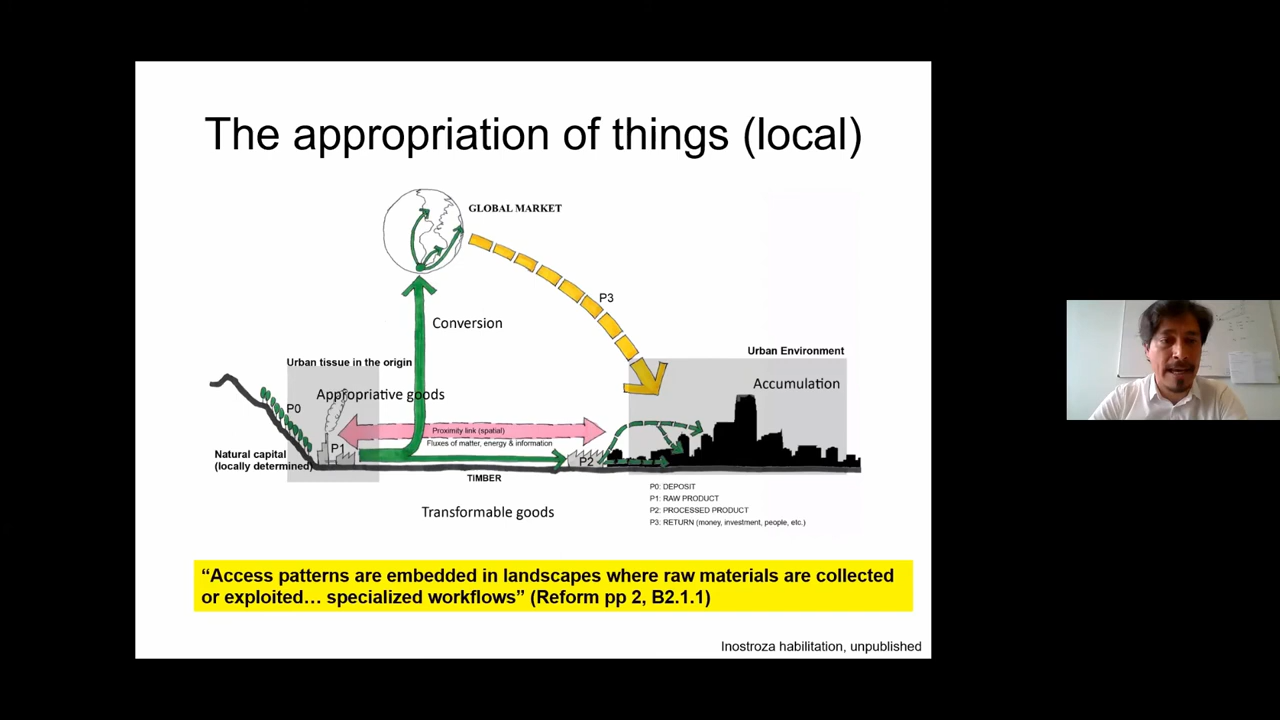 The appropriation of things (local)
GLOBAL MARKET
P3
Conversion
Urban Environment
Urban tissue in the origin
Accumulation
Appropriative goods
P0
Proximity link (spatial)
Fluxes of matter, energy & information
Natural capital
(locally determined)
P1
P2
TIMBER
P0: DEPOSIT
P1: RAW PRODUCT
P2: PROCESSED PRODUCT
P3: RETURN (money, investment, people, etc.)
Transformable goods
“Access patterns are embedded in landscapes where raw materials are collected
or exploited… specialized workflows” (Reform pp 2, B2.1.1)
Inostroza habilitation, unpublished